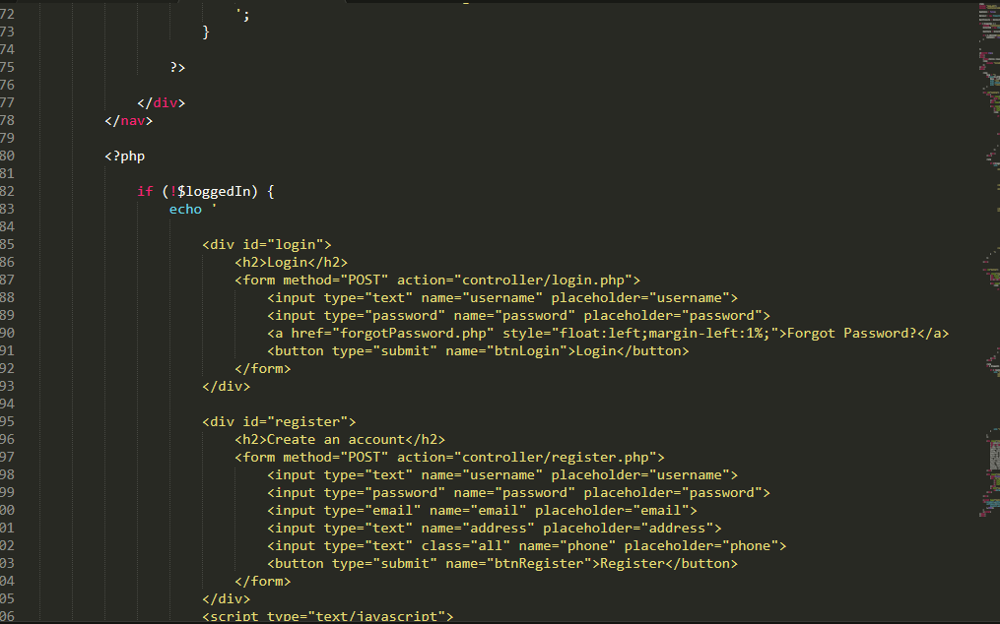 72 ';
73 }
74
75 ?>
76
77 </div>
78 </nav>
79
80 <?php
81
82 if (!$loggedIn) {
83 echo '
84
85 <div id="login">
86 <h2>Login</h2>
87 <form method="POST" action="controller/login.php">
88 <input type="text" name="username" placeholder="username">
89 <input type="password" name="password" placeholder="password">
90 <a href="forgotPassword.php" style="float:left;margin-left:1%;">Forgot Password?</a>
91 <button type="submit" name="btnLogin">Login</button>
92 </form>
93 </div>
94
95 <div id="register">
96 <h2>Create an account</h2>
97 <form method="POST" action="controller/register.php">
98 <input type="text" name="username" placeholder="username">
99 <input type="password" name="password" placeholder="password">
00 <input type="email" name="email" placeholder="email">
01 <input type="text" name="address" placeholder="address">
02 <input type="text" class="all" name="phone" placeholder="phone">
03 <button type="submit" name="btnRegister">Register</button>
04 </form>
05 </div>
06 <script type="text/javascript">